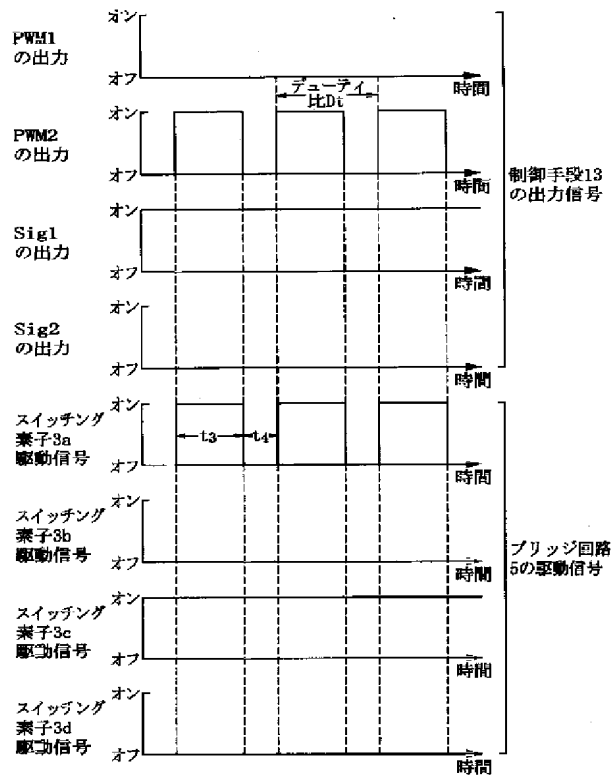 PWM1
の出力
オン
オフ
時間
デューティ
比Dt
PWM2
の出力
オン
オフ
時間
Sig1
の出力
オン
オフ
時間
Sig2
の出力
オン
オフ
時間
制御手段13
の出力信号
スイッチング
素子3a
駆動信号
オン
オフ
t3
t4
時間
スイッチング
素子3b
駆動信号
オン
オフ
時間
スイッチング
素子3c
駆動信号
オン
オフ
時間
スイッチング
素子3d
駆動信号
オン
オフ
時間
ブリッジ回路
5の駆動信号